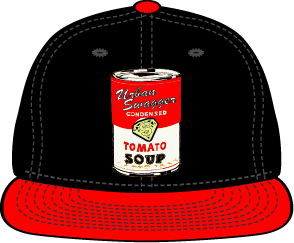 Urban
Swagger
CONDENSED
TOMATO
SOUP